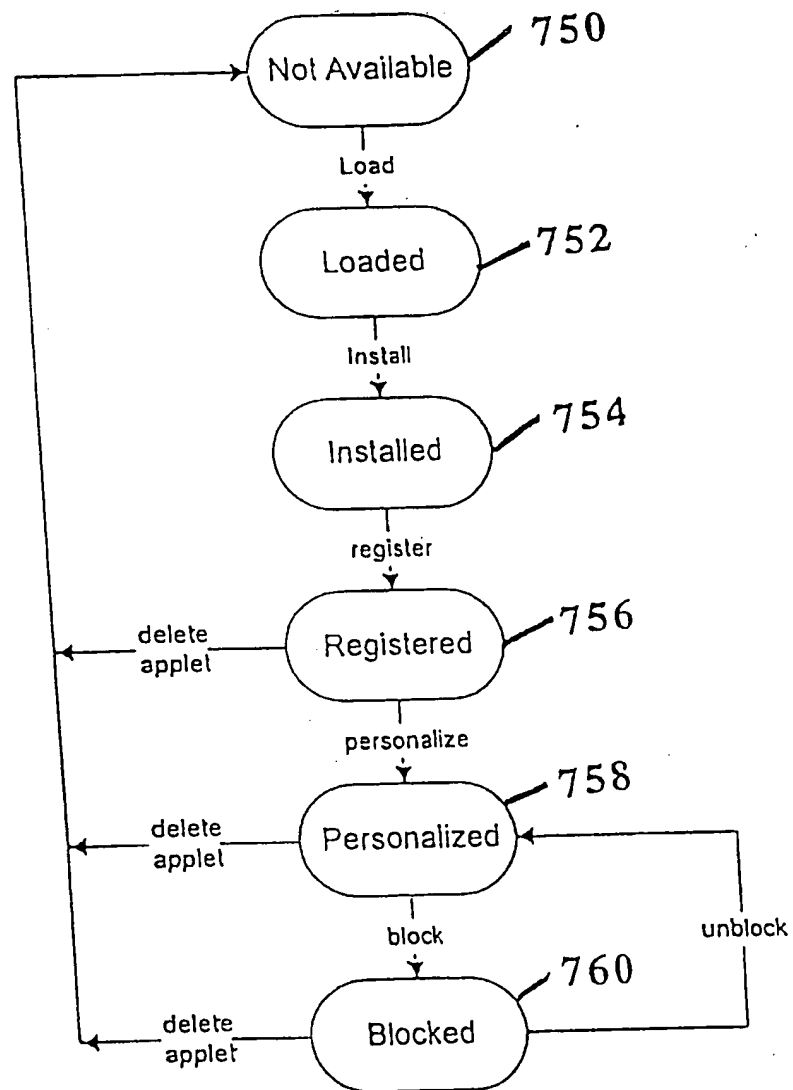 750
Not Available
Load
752
Loaded
Install
754
Installed
register
756
Registered
delete
applet
personalize
758
Personalized
delete
applet
block
unblock
760
Blocked
delete
applet